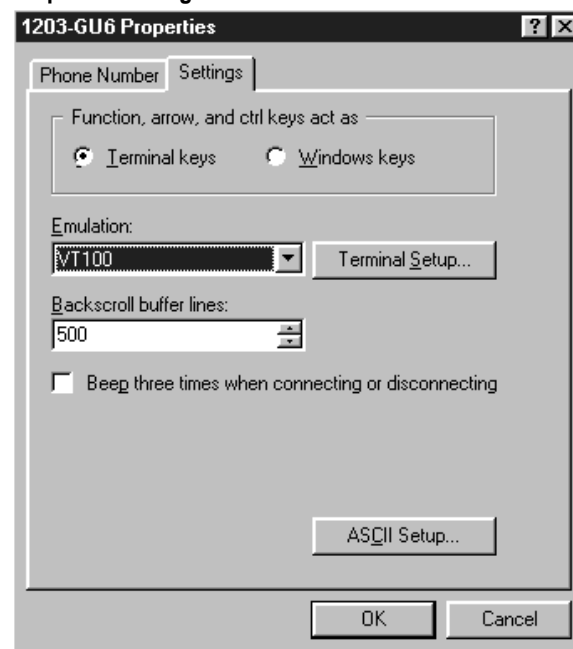 1203-GU6 Properties
Phone Number Settings
Function, arrow, and ctrl keys act as
Terminal keys Windows keys
Emulation:
VT100 Terminal Setup...
Backscroll buffer lines:
500
Beep three times when connecting or disconnecting
ASCII Setup...
OK Cancel